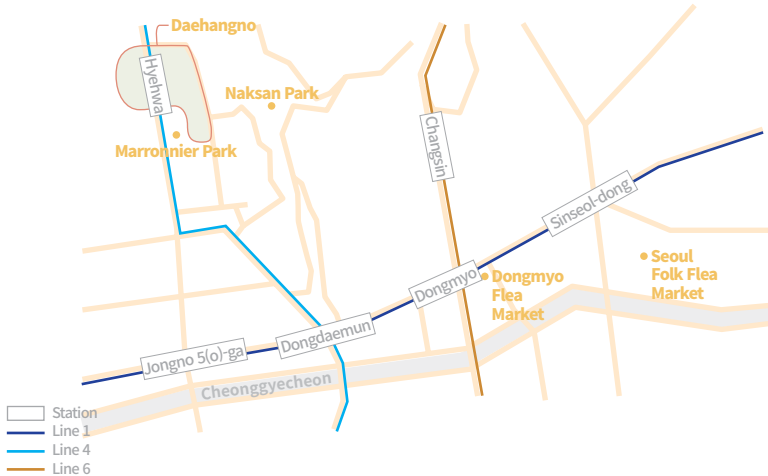 Daehangno
Hyehwa
Naksan Park
Marronnier Park
Changsin
Sinseol-dong
Seoul
Folk Flea
Market
Dongmyo
Dongmyo
Flea
Market
Dongdaemun
Jongno 5(o)-ga
Cheonggyecheon
Station
Line 1
Line 4
Line 6